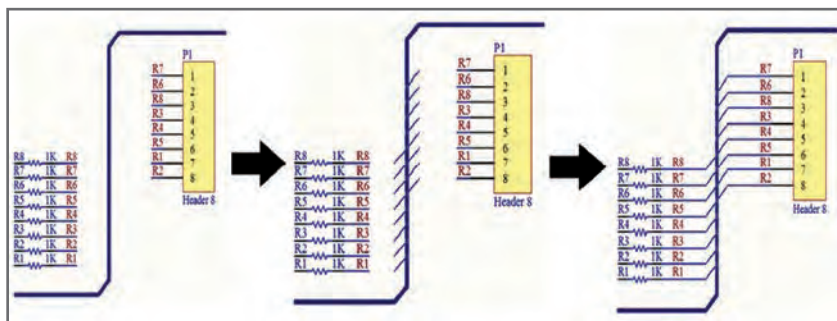 P1
R7 1
R6 2
R8 3
R3 4
R4 5
R5 6
R1 7
R2 8
Header 8
R8 1K R8
R7 1K R7
R6 1K R6
R5 1K R5
R4 1K R4
R3 1K R3
R2 1K R2
R1 1K R1
P1
R7 1
R6 2
R8 3
R3 4
R4 5
R5 6
R1 7
R2 8
Header 8
R8 1K R8
R7 1K R7
R6 1K R6
R5 1K R5
R4 1K R4
R3 1K R3
R2 1K R2
R1 1K R1
P1
R7 1
R6 2
R8 3
R3 4
R4 5
R5 6
R1 7
R2 8
Header 8
R8 1K R8
R7 1K R7
R6 1K R6
R5 1K R5
R4 1K R4
R3 1K R3
R2 1K R2
R1 1K R1